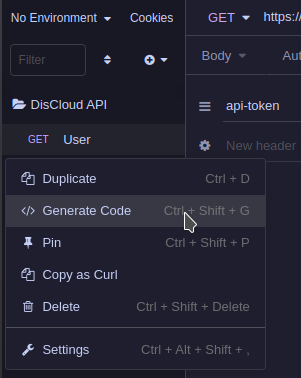 No Environment Cookies GET https:/
Filter Body Aut
DisCloud API api-token
GET User New header
Duplicate Ctrl + D
Generate Code Ctrl + Shift + G
Pin Ctrl + Shift + P
Copy as Curl
Delete Ctrl + Shift + Delete
Settings Ctrl + Alt + Shift + ,